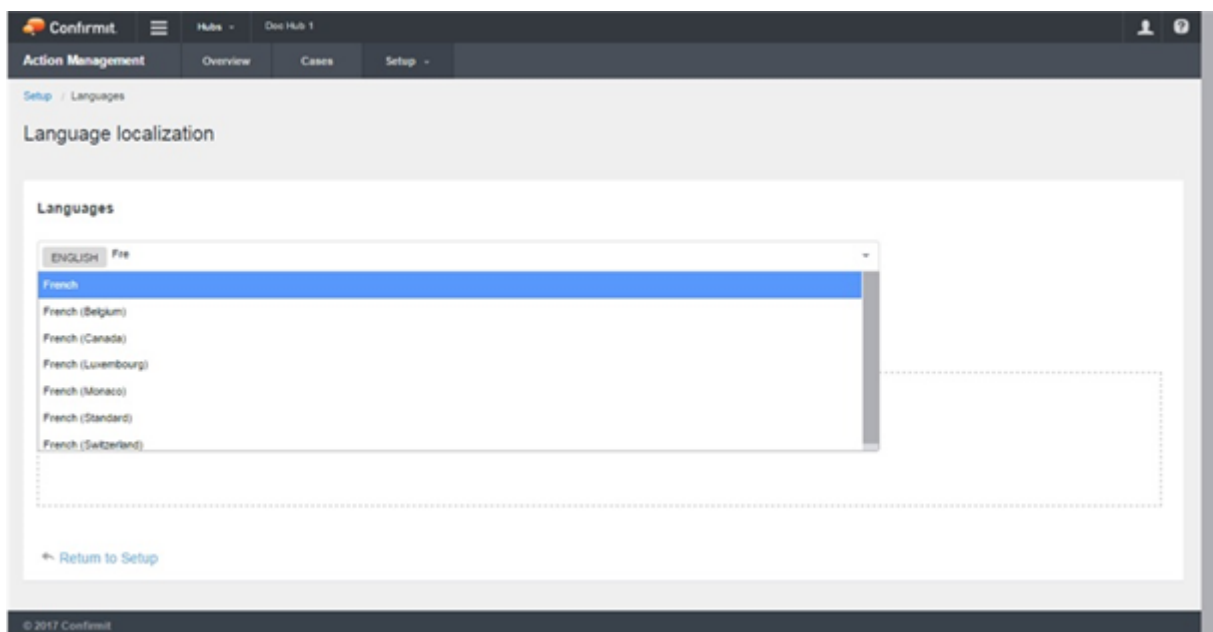 Confirmit. Hubs Doc Hub 1
Action Management Overview Cases Setup
Setup / Languages
Language localization
Languages
ENGLISH Fre
French
French (Belgium)
French (Canada)
French (Luxembourg)
French (Monaco)
French (Standard)
French (Switzerland)
Return to Setup
© 2017 Confirmit